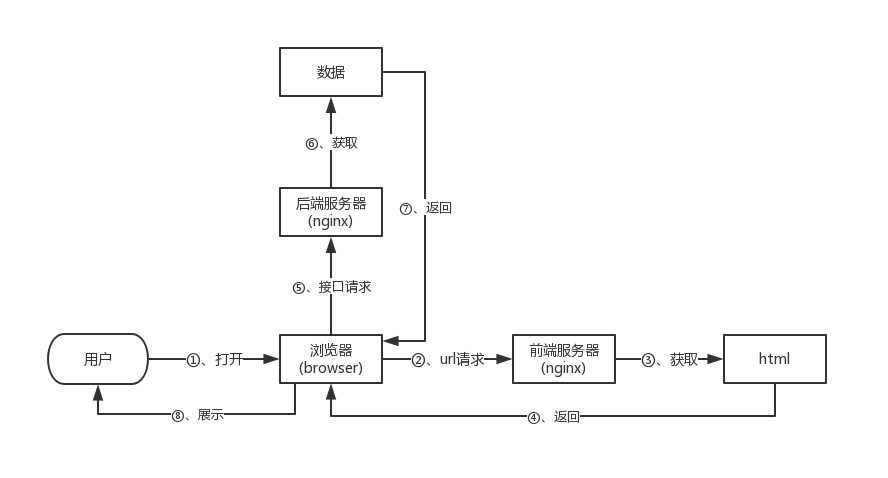 数据
⑥、获取
后端服务器
(nginx)
⑦、返回
⑤、接口请求
用户
①、打开
浏览器
(browser)
②、url请求
前端服务器
(nginx)
③、获取
html
⑧、展示
④、返回